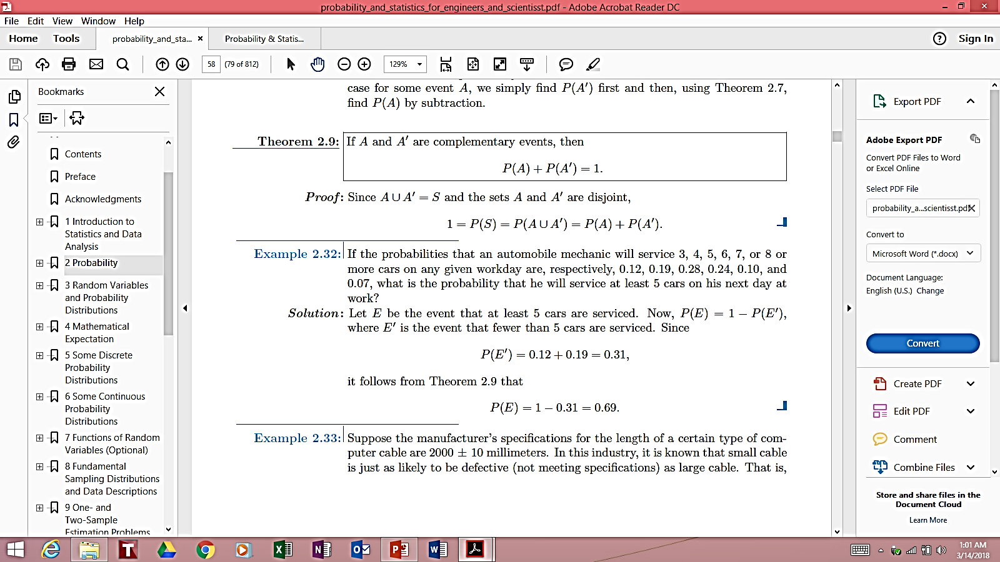 probability_and_statistics_for_engineers_and_scientisst.pdf - Adobe Acrobat Reader DC
File Edit View Window Help
Home Tools probability_and_sta... × Probability & Statis... Sign In
58 (79 of 812) 129%
Bookmarks
Contents
Preface
Acknowledgments
1 Introduction to
Statistics and Data
Analysis
2 Probability
3 Random Variables
and Probability
Distributions
4 Mathematical
Expectation
5 Some Discrete
Probability
Distributions
6 Some Continuous
Probability
Distributions
7 Functions of Random
Variables (Optional)
8 Fundamental
Sampling Distributions
and Data Descriptions
9 One- and
Two-Sample
Estimation Problems
case for some event A, we simply find P(A′) first and then, using Theorem 2.7,
find P(A) by subtraction.
Theorem 2.9: If A and A′ are complementary events, then
P(A) + P(A′) = 1.
Proof: Since A ∪ A′ = S and the sets A and A′ are disjoint,
1 = P(S) = P(A ∪ A′) = P(A) + P(A′).
Example 2.32: If the probabilities that an automobile mechanic will service 3, 4, 5, 6, 7, or 8 or
more cars on any given workday are, respectively, 0.12, 0.19, 0.28, 0.24, 0.10, and
0.07, what is the probability that he will service at least 5 cars on his next day at
work?
Solution: Let E be the event that at least 5 cars are serviced. Now, P(E) = 1 − P(E′),
where E′ is the event that fewer than 5 cars are serviced. Since
P(E′) = 0.12 + 0.19 = 0.31,
it follows from Theorem 2.9 that
P(E) = 1 − 0.31 = 0.69.
Example 2.33: Suppose the manufacturer's specifications for the length of a certain type of com-
puter cable are 2000 ± 10 millimeters. In this industry, it is known that small cable
is just as likely to be defective (not meeting specifications) as large cable. That is,
Export PDF
Adobe Export PDF
Convert PDF Files to Word
or Excel Online
Select PDF File
probability_a...scientisst.pdf
Convert to
Microsoft Word (*.docx)
Document Language:
English (U.S.) Change
Convert
Create PDF
Edit PDF
Comment
Combine Files
Store and share files in the
Document Cloud
Learn More
1:01 AM
3/14/2018